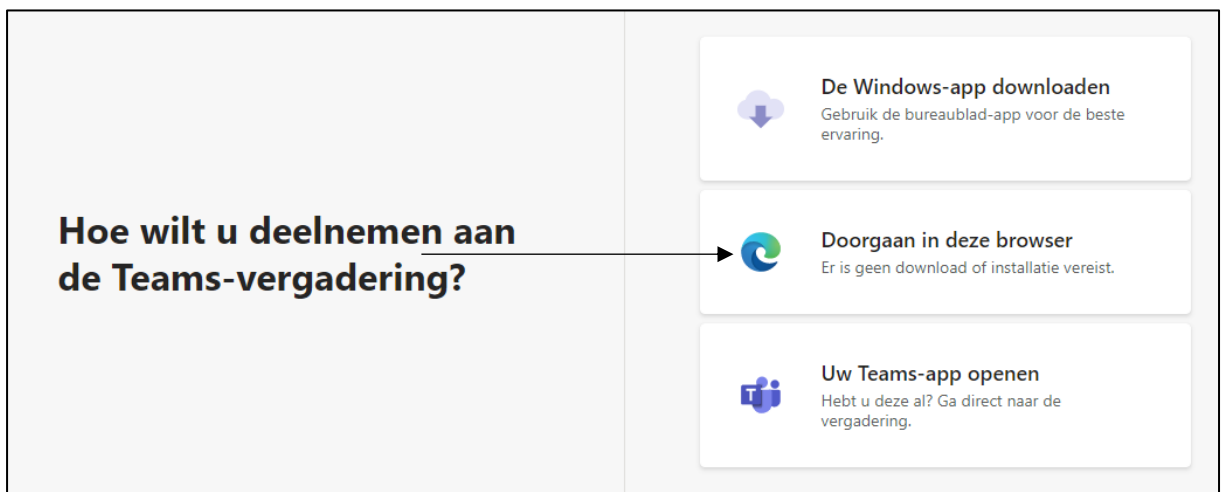 Hoe wilt u deelnemen aan
de Teams-vergadering?
De Windows-app downloaden
Gebruik de bureaublad-app voor de beste
ervaring.
Doorgaan in deze browser
Er is geen download of installatie vereist.
Uw Teams-app openen
Hebt u deze al? Ga direct naar de
vergadering.